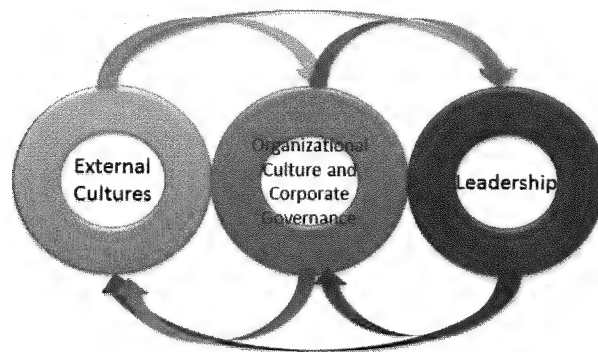 External
Cultures
Organizational
Culture and
Corporate
Governance
Leadership